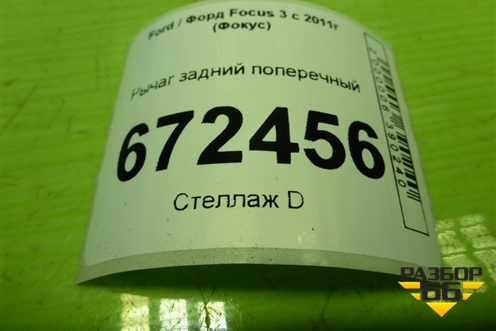 Ford / Форд Focus 3 с 2011г
(Фокус)
Рычаг задний поперечный
672456
Стеллаж D
РАЗБОР
66